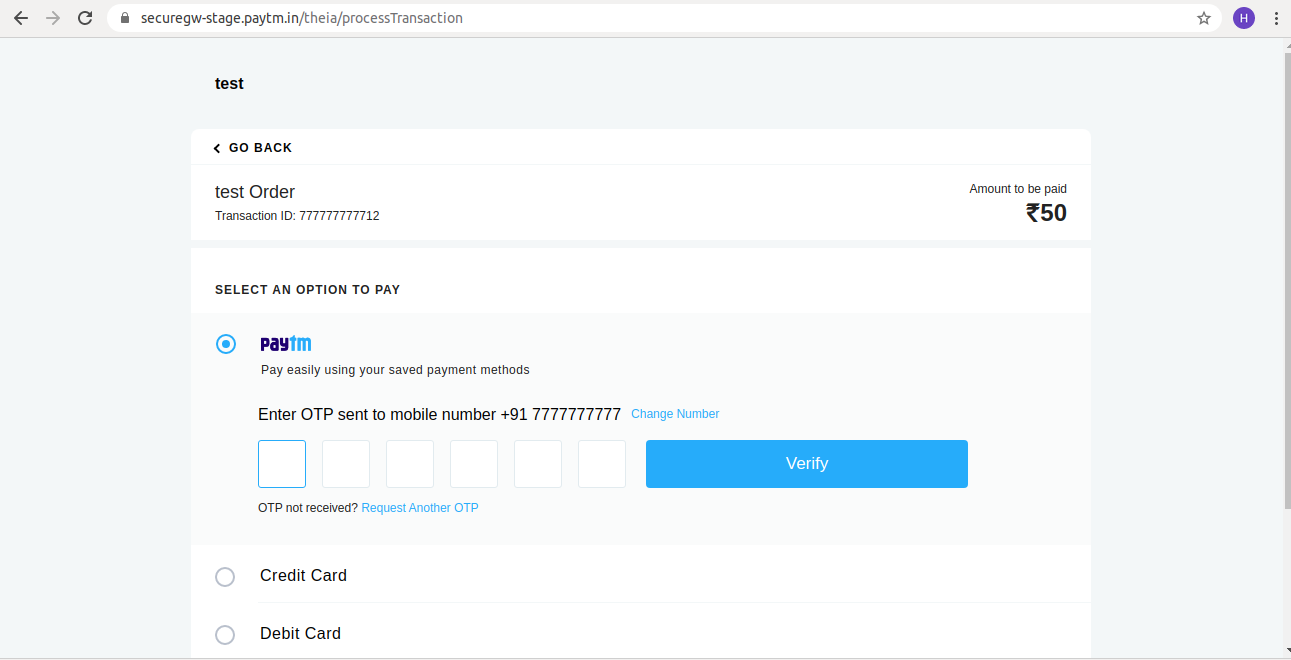 securegw-stage.paytm.in/theia/processTransaction
H
test
GO BACK
test Order
Transaction ID: 777777777712
Amount to be paid
₹50
SELECT AN OPTION TO PAY
paytm
Pay easily using your saved payment methods
Enter OTP sent to mobile number +91 7777777777 Change Number
Verify
OTP not received? Request Another OTP
Credit Card
Debit Card